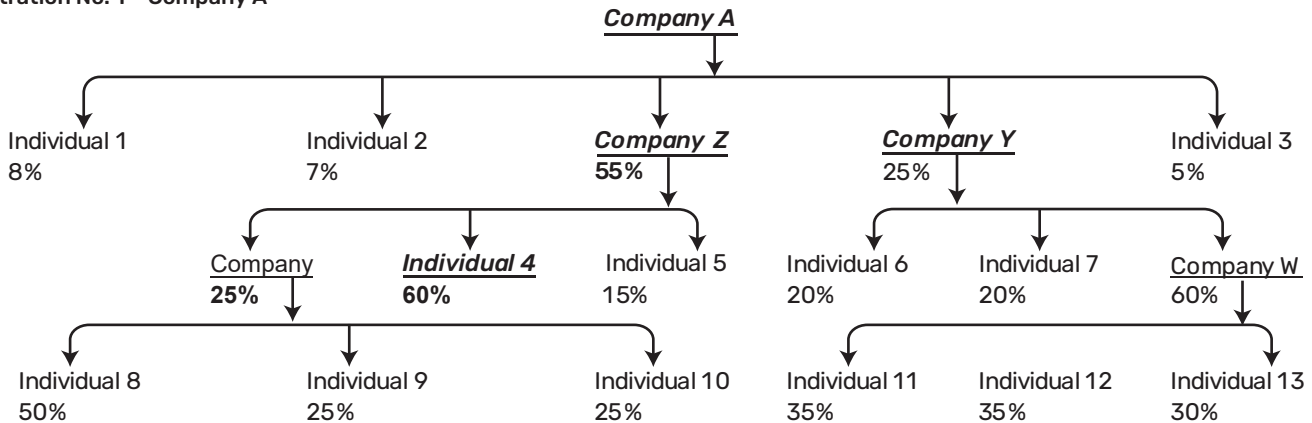 Company A
Individual 1 Individual 2 Company Z Company Y Individual 3
8% 7% 55% 25% 5%
Company Individual 4 Individual 5 Individual 6 Individual 7 Company W
25% 60% 15% 20% 20% 60%
Individual 8 Individual 9 Individual 10 Individual 11 Individual 12 Individual 13
50% 25% 25% 35% 35% 30%